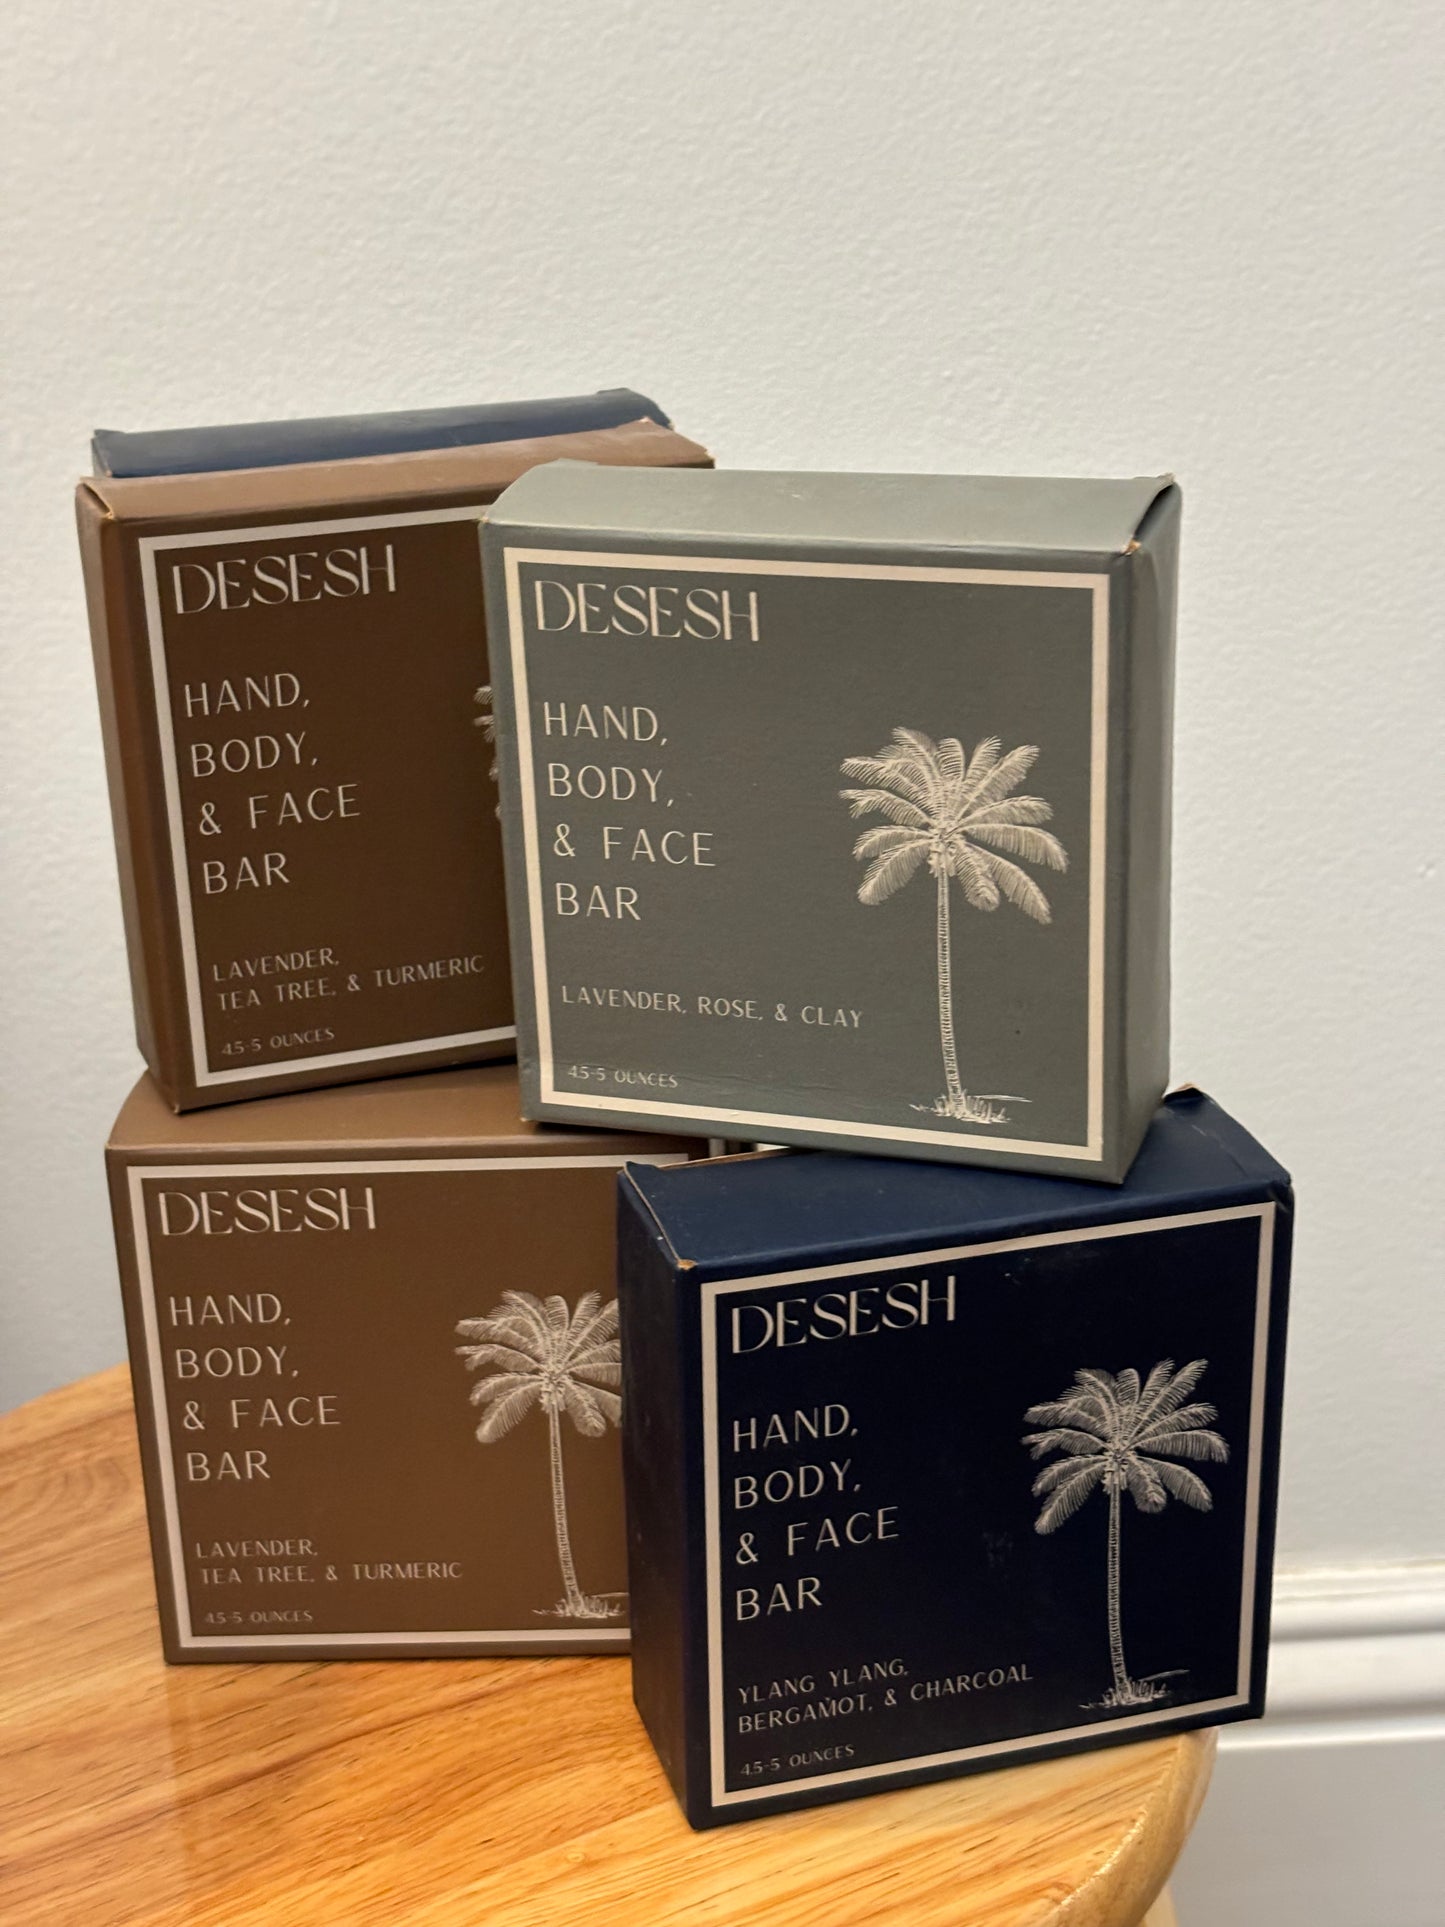 DESESH
HAND,
BODY,
& FACE
BAR
LAVENDER,
TEA TREE, & TURMERIC
4.5-5 OUNCES
DESESH
HAND,
BODY,
& FACE
BAR
LAVENDER, ROSE, & CLAY
4.5-5 OUNCES
DESESH
HAND,
BODY,
& FACE
BAR
LAVENDER,
TEA TREE, & TURMERIC
4.5-5 OUNCES
DESESH
HAND,
BODY,
& FACE
BAR
YLANG YLANG,
BERGAMOT, & CHARCOAL
4.5-5 OUNCES